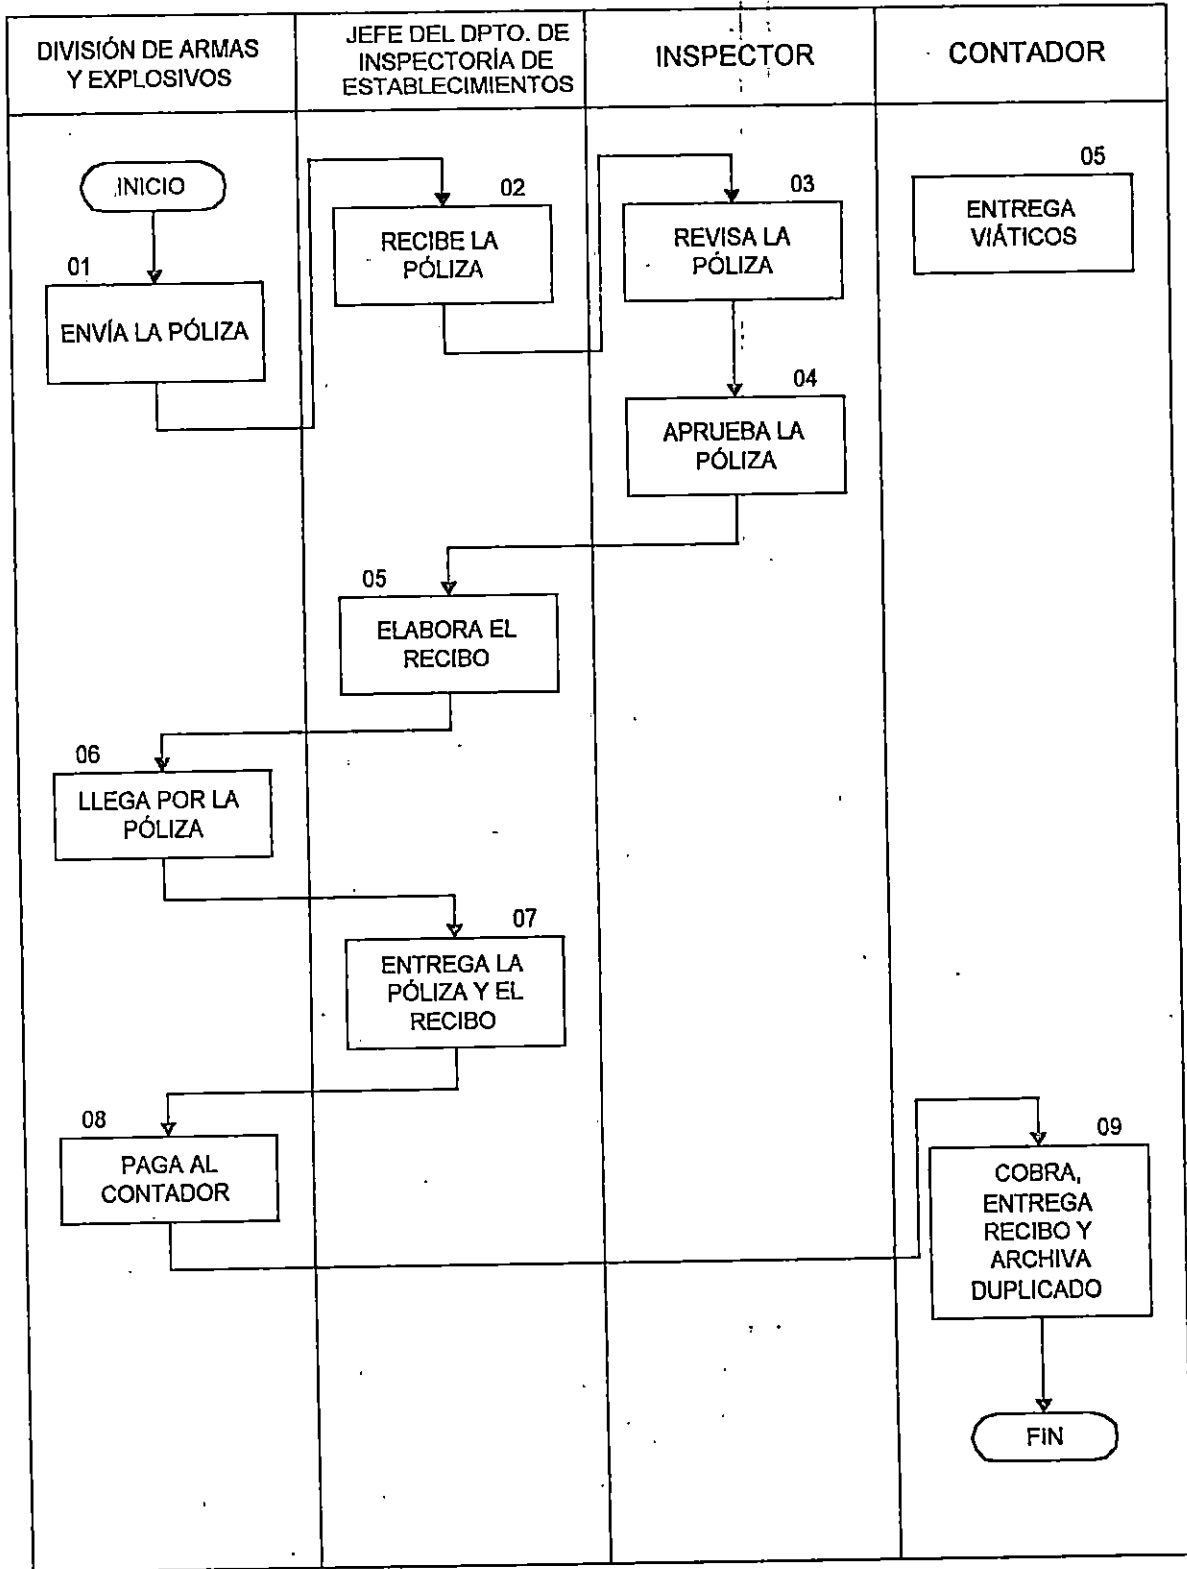 DIVISIÓN DE ARMAS
Y EXPLOSIVOS
JEFE DEL DPTO. DE
INSPECTORÍA DE
ESTABLECIMIENTOS
INSPECTOR
CONTADOR
INICIO
01
ENVÍA LA PÓLIZA
02
RECIBE LA
PÓLIZA
03
REVISA LA
PÓLIZA
05
ENTREGA
VIÁTICOS
04
APRUEBA LA
PÓLIZA
05
ELABORA EL
RECIBO
06
LLEGA POR LA
PÓLIZA
07
ENTREGA LA
PÓLIZA Y EL
RECIBO
08
PAGA AL
CONTADOR
09
COBRA,
ENTREGA
RECIBO Y
ARCHIVA
DUPLICADO
FIN